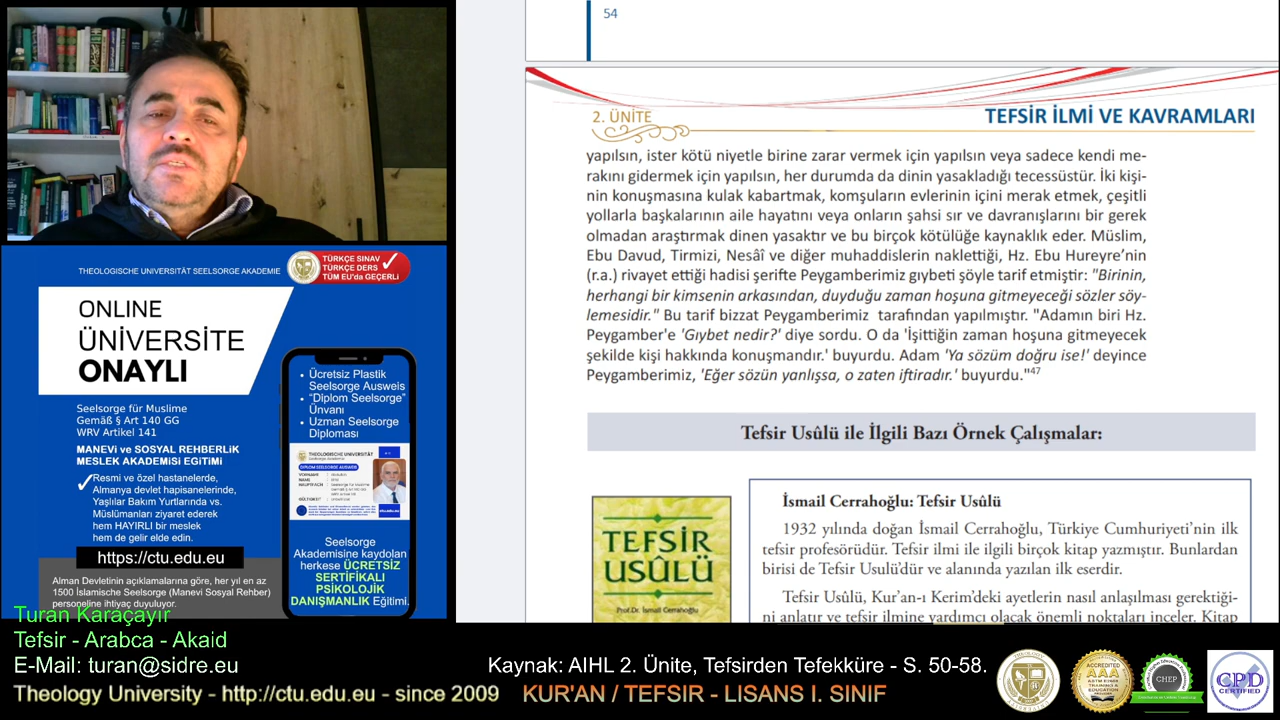 54
2. ÜNİTE
TEFSİR İLMİ VE KAVRAMLARI
yapılsın, ister kötü niyetle birine zarar vermek için yapılsın veya sadece kendi me-
rakını gidermek için yapılsın, her durumda da dinin yasakladığı tecessüstür. İki kişi-
nin konuşmasına kulak kabartmak, komşuların evlerinin içini merak etmek, çeşitli
yollarla başkalarının aile hayatını veya onların şahsi sır ve davranışlarını bir gerek
olmadan araştırmak dinen yasaktır ve bu birçok kötülüğe kaynaklık eder. Müslim,
Ebu Davud, Tirmizi, Nesâî ve diğer muhaddislerin naklettiği, Hz. Ebu Hureyre'nin
(r.a.) rivayet ettiği hadisi şerifte Peygamberimiz gıybeti şöyle tarif etmiştir: "Birinin,
herhangi bir kimsenin arkasından, duyduğu zaman hoşuna gitmeyeceği sözler söy-
lemesidir." Bu tarif bizzat Peygamberimiz tarafından yapılmıştır. "Adamın biri Hz.
Peygamber'e 'Gıybet nedir?' diye sordu. O da 'İşittiğin zaman hoşuna gitmeyecek
şekilde kişi hakkında konuşmandır.' buyurdu. Adam 'Ya sözüm doğru ise!' deyince
Peygamberimiz, 'Eğer sözün yanlışsa, o zaten iftiradır.' buyurdu."47
Tefsir Usûlü ile İlgili Bazı Örnek Çalışmalar:
TEFSİR
USÛLÜ
Prof. Dr. İsmail Cerrahoğlu
İsmail Cerrahoğlu: Tefsir Usûlü
1932 yılında doğan İsmail Cerrahoğlu, Türkiye Cumhuriyeti'nin ilk
tefsir profesörüdür. Tefsir ilmi ile ilgili birçok kitap yazmıştır. Bunlardan
birisi de Tefsir Usulü'dür ve alanında yazılan ilk eserdir.
Tefsir Usûlü, Kur'an-ı Kerim'deki ayetlerin nasıl anlaşılması gerektiği-
ni anlatır ve tefsir ilmine yardımcı olacak önemli noktaları inceler. Kitap
THEOLOGISCHE UNIVERSITÄT SEELSORGE AKADEMIE
TÜRKÇE SINAV
TÜRKÇE DERS
TÜM EU'da GEÇERLİ
ONLINE
ÜNİVERSİTE
ONAYLI
Seelsorge für Muslime
Gemäß § Art 140 GG
WRV Artikel 141
MANEVİ ve SOSYAL REHBERLİK
MESLEK AKADEMİSİ EĞİTİMİ
Resmi ve özel hastanelerde,
Almanya devlet hapisanelerinde,
Yaşlılar Bakım Yurtlarında vs.
Müslümanları ziyaret ederek
hem HAYIRLI bir meslek
hem de gelir elde edin.
https://ctu.edu.eu
Alman Devletinin açıklamalarına göre, her yıl en az
1500 İslamische Seelsorge (Manevi Sosyal Rehber)
personeline ihtiyaç duyuluyor.
• Ücretsiz Plastik
Seelsorge Ausweis
• "Diplom Seelsorge"
Ünvanı
• Uzman Seelsorge
Diploması
THEOLOGISCHE UNIVERSITÄT
DIPLOM SEELSORGE AUSWEIS
Seelsorge
Akademisine kaydolan
herkese ÜCRETSİZ
SERTİFİKALI
PSİKOLOJİK
DANIŞMANLIK Eğitimi.
Turan Karaçayır
Tefsir - Arabca - Akaid
E-Mail: turan@sidre.eu
Kaynak: AIHL 2. Ünite, Tefsirden Tefekküre - S. 50-58.
Theology University - http://ctu.edu.eu - Since 2009
KUR'AN / TEFSIR - LISANS I. SINIF
ACCREDITED
AAA
CHEP
CPD
CERTIFIED